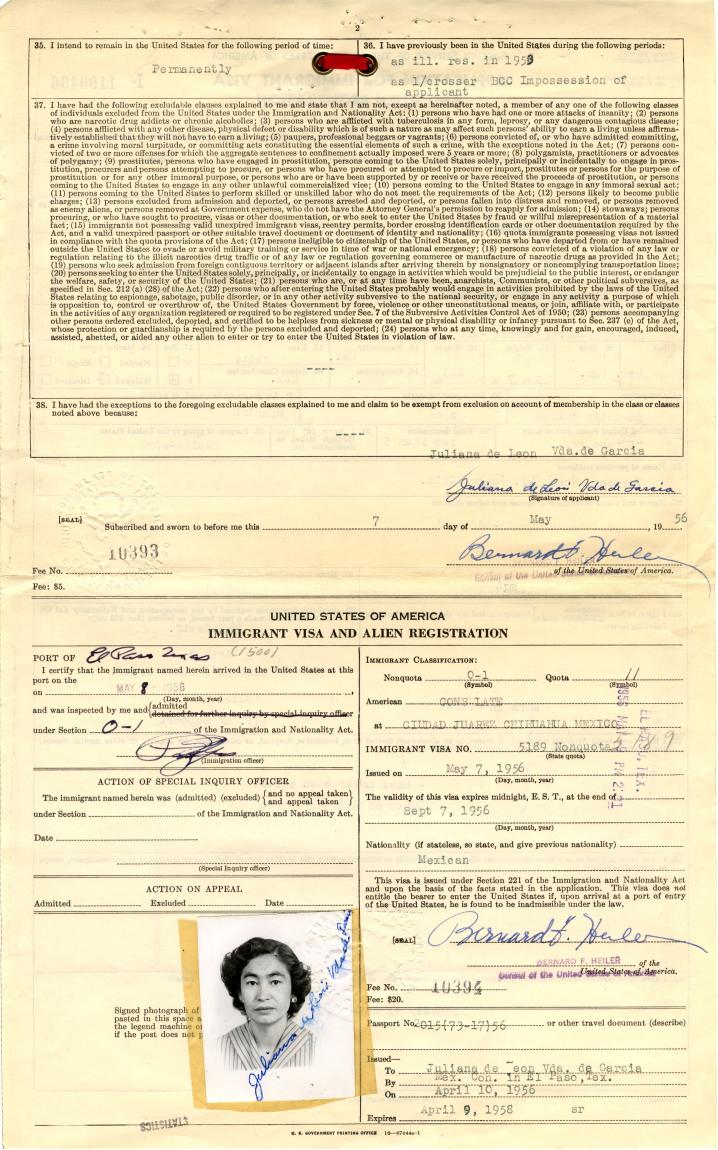 2
35. I intend to remain in the United States for the following period of time:
Permanently
36. I have previously been in the United States during the following periods:
as ill. res. in 195
as l/crosser BCC Impossession of
applicant
37. I have had the following excludable clauses explained to me and state that I am not, except as hereinafter noted, a member of any one of the following classes
of individuals excluded from the United States under the Immigration and Nationality Act: (1) persons who have had one or more attacks of insanity; (2) persons
who are narcotic drug addicts or chronic alcoholics; (3) persons who are afflicted with tuberculosis in any form, leprosy, or any dangerous contagious disease;
(4) persons afflicted with any other disease, physical defect or disability which is of such a nature as may affect such persons' ability to earn a living unless affirma-
tively established that they will not have to earn a living; (5) paupers, professional beggars or vagrants; (6) persons convicted of, or who have admitted committing,
a crime involving moral turpitude, or committing acts constituting the essential elements of such a crime, with the exceptions noted in the Act; (7) persons con-
victed of two or more offenses for which the aggregate sentences to confinement actually imposed were 5 years or more; (8) polygamists, practitioners or advocates
of polygamy; (9) prostitutes, persons who have engaged in prostitution, persons coming to the United States solely, principally or incidentally to engage in pros-
titution, procurers and persons attempting to procure, or who have procured or attempted to procure or import, prostitutes or persons for the purpose of
prostitution or for any other immoral purpose, or persons who are or have been supported by or receive or have received the proceeds of prostitution, or persons
coming to the United States to engage in any other unlawful commercialized vice; (10) persons coming to the United States to engage in any immoral sexual act;
(11) persons coming to the United States to perform skilled or unskilled labor who do not meet the requirements of the Act; (12) persons likely to become public
charges; (13) persons excluded from admission and deported, or persons arrested and deported, or persons fallen into distress and removed, or persons removed
as enemy aliens, or persons removed at Government expense, who do not have the Attorney General's permission to reapply for admission; (14) stowaways; persons
procuring, or who have sought to procure, visas or other documentation, or who seek to enter the United States by fraud or willful misrepresentation of a material
fact; (15) immigrants not possessing valid unexpired immigrant visas, reentry permits, border crossing identification cards or other documentation required by the
Act, and a valid unexpired passport or other suitable travel document or document of identity and nationality; (16) quota immigrants possessing visa not issued
in compliance with the quota provisions of the Act; (17) persons ineligible to citizenship of the United States, or persons who have departed from or have remained
outside the United States to evade or avoid military training or service in time of war or national emergency; (18) persons convicted of a violation of any law or
regulation relating to the illicit narcotic drug traffic or of any law or regulation governing commerce or manufacture of narcotic drugs as provided in the Act;
(19) persons who seek admission from foreign contiguous territory or adjacent islands after arriving therein by nonsignatory or noncomplying transportation lines;
(20) persons seeking to enter the United States solely, principally, or incidentally to engage in activities which would be prejudicial to the public interest, or endanger
the welfare, safety, or security of the United States; (21) persons who are, or at any time have been, anarchists, Communists, or other political subversives, as
specified in Sec. 212 (a) (28) of the Act; (22) persons who after entering the United States probably would engage in activities prohibited by the laws of the United
States relating to espionage, sabotage, public disorder, or in any other activity subversive to the national security, or engage in any activity a purpose of which
is opposition to, control, or overthrow of, the United States Government by force, violence or other unconstitutional means, or join, affiliate with, or participate
in the activities of any organization registered or required to be registered under Sec. 7 of the Subversive Activities Control Act of 1950; (23) persons accompanying
other persons ordered excluded, deported, and certified to be helpless from sickness or mental or physical disability or infancy pursuant to Sec. 237 (e) of the Act,
whose protection or guardianship is required by the persons excluded and deported; (24) persons who at any time, knowingly and for gain, encouraged, induced,
assisted, abetted, or aided any other alien to enter or try to enter the United States in violation of law.
----
38. I have had the exceptions to the foregoing excludable classes explained to me and claim to be exempt from exclusion on account of membership in the class or classes
noted above because:
----
Juliana de Leon Vda.de Garcia
Juliana de León Vda de Garcia
(Signature of applicant)
[SEAL]
Subscribed and sworn to before me this 7 day of May , 19 56
10393
Bernard F. Heiler
Fee No.
of the United States of America.
Consul of the United
Fee: $5.
UNITED STATES OF AMERICA
IMMIGRANT VISA AND ALIEN REGISTRATION
PORT OF El Paso Texas (1500)
I certify that the immigrant named herein arrived in the United States at this
port on the
on MAY 8 1956
(Day, month, year)
and was inspected by me and {admitted
detained for further inquiry by special inquiry officer
under Section O-1 of the Immigration and Nationality Act.
(Immigration officer)
ACTION OF SPECIAL INQUIRY OFFICER
The immigrant named herein was (admitted) (excluded) {and no appeal taken}
and appeal taken
under Section of the Immigration and Nationality Act.
Date
(Special Inquiry officer)
ACTION ON APPEAL
Admitted Excluded Date
Signed photograph of
pasted in this space a
the legend machine o
if the post does not p
Juliana de León Vda de Garcia
STATISTICS
IMMIGRANT CLASSIFICATION:
Nonquota O-1 Quota //
(Symbol) (Symbol)
American CONSULATE
at CIUDAD JUAREZ CHIHUAHUA MEXICO
IMMIGRANT VISA NO. 5189 Nonquota 5189
(State quota)
Issued on May 7, 1956
(Day, month, year)
EL PASO, TEX.
1956 MAY 8 PM 2:21
The validity of this visa expires midnight, E. S. T., at the end of
Sept 7, 1956
(Day, month, year)
Nationality (if stateless, so state, and give previous nationality)
Mexican
This visa is issued under Section 221 of the Immigration and Nationality Act
and upon the basis of the facts stated in the application. This visa does not
entitle the bearer to enter the United States if, upon arrival at a port of entry
of the United States, he is found to be inadmissible under the law.
[SEAL] Bernard F. Heiler
BERNARD F. HEILER of the
Consul of the United States of America
United States of America.
Fee No. 10394
Fee: $20.
Passport No. 2015(73-17)56 or other travel document (describe)
Issued—
To Juliana de Leon Vda. de Garcia
By Mex. Con. in El Paso, Tex.
On April 10, 1956
Expires April 9, 1958 sr
U. S. GOVERNMENT PRINTING OFFICE 16—67444a-1